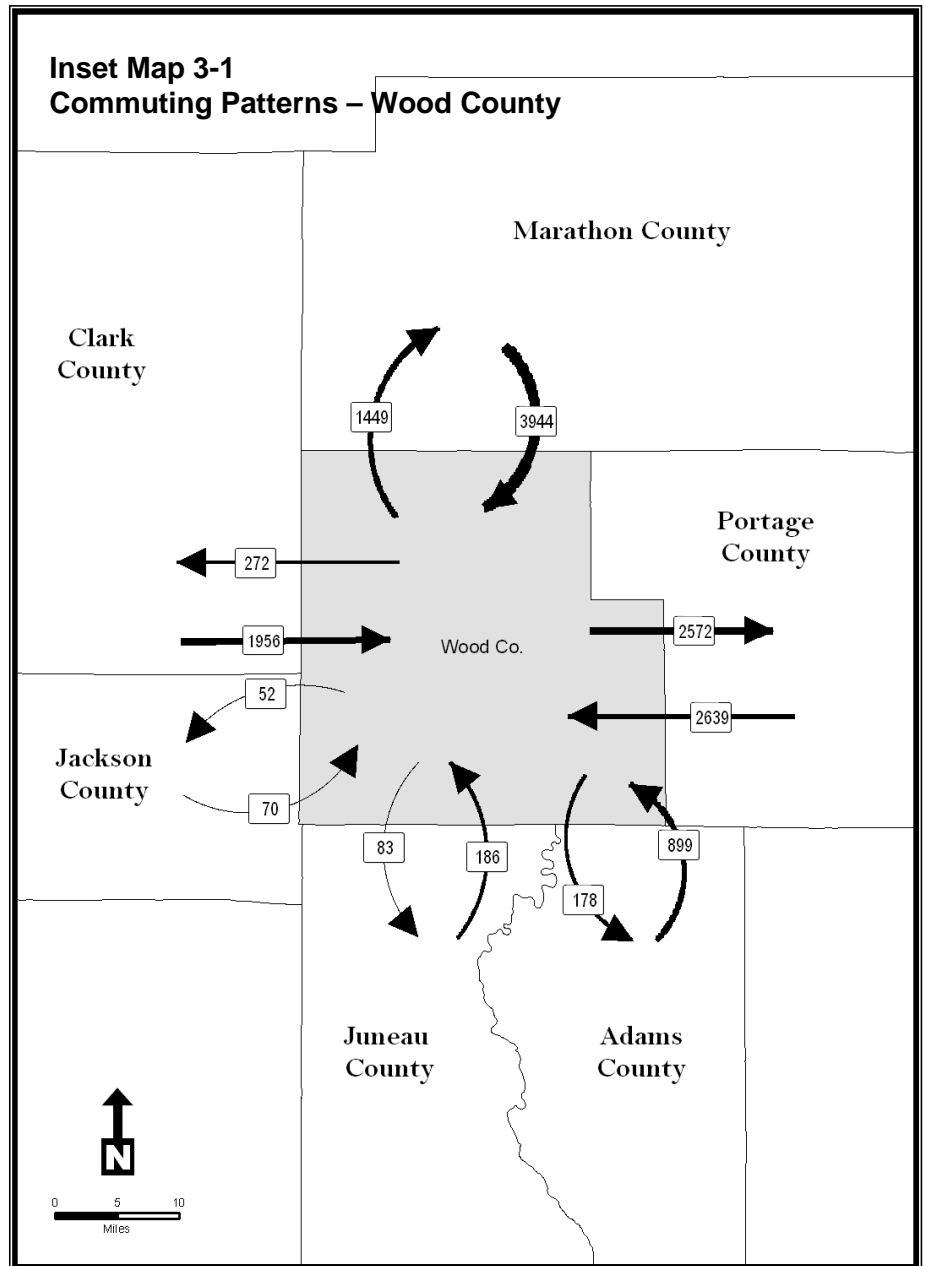 Inset Map 3-1
Commuting Patterns – Wood County
Marathon County
Clark
County
1449
3944
Portage
County
272
2572
1956
Wood Co.
52
2639
Jackson
County
70
83
186
899
178
Juneau
County
Adams
County
N
0 5 10
Miles